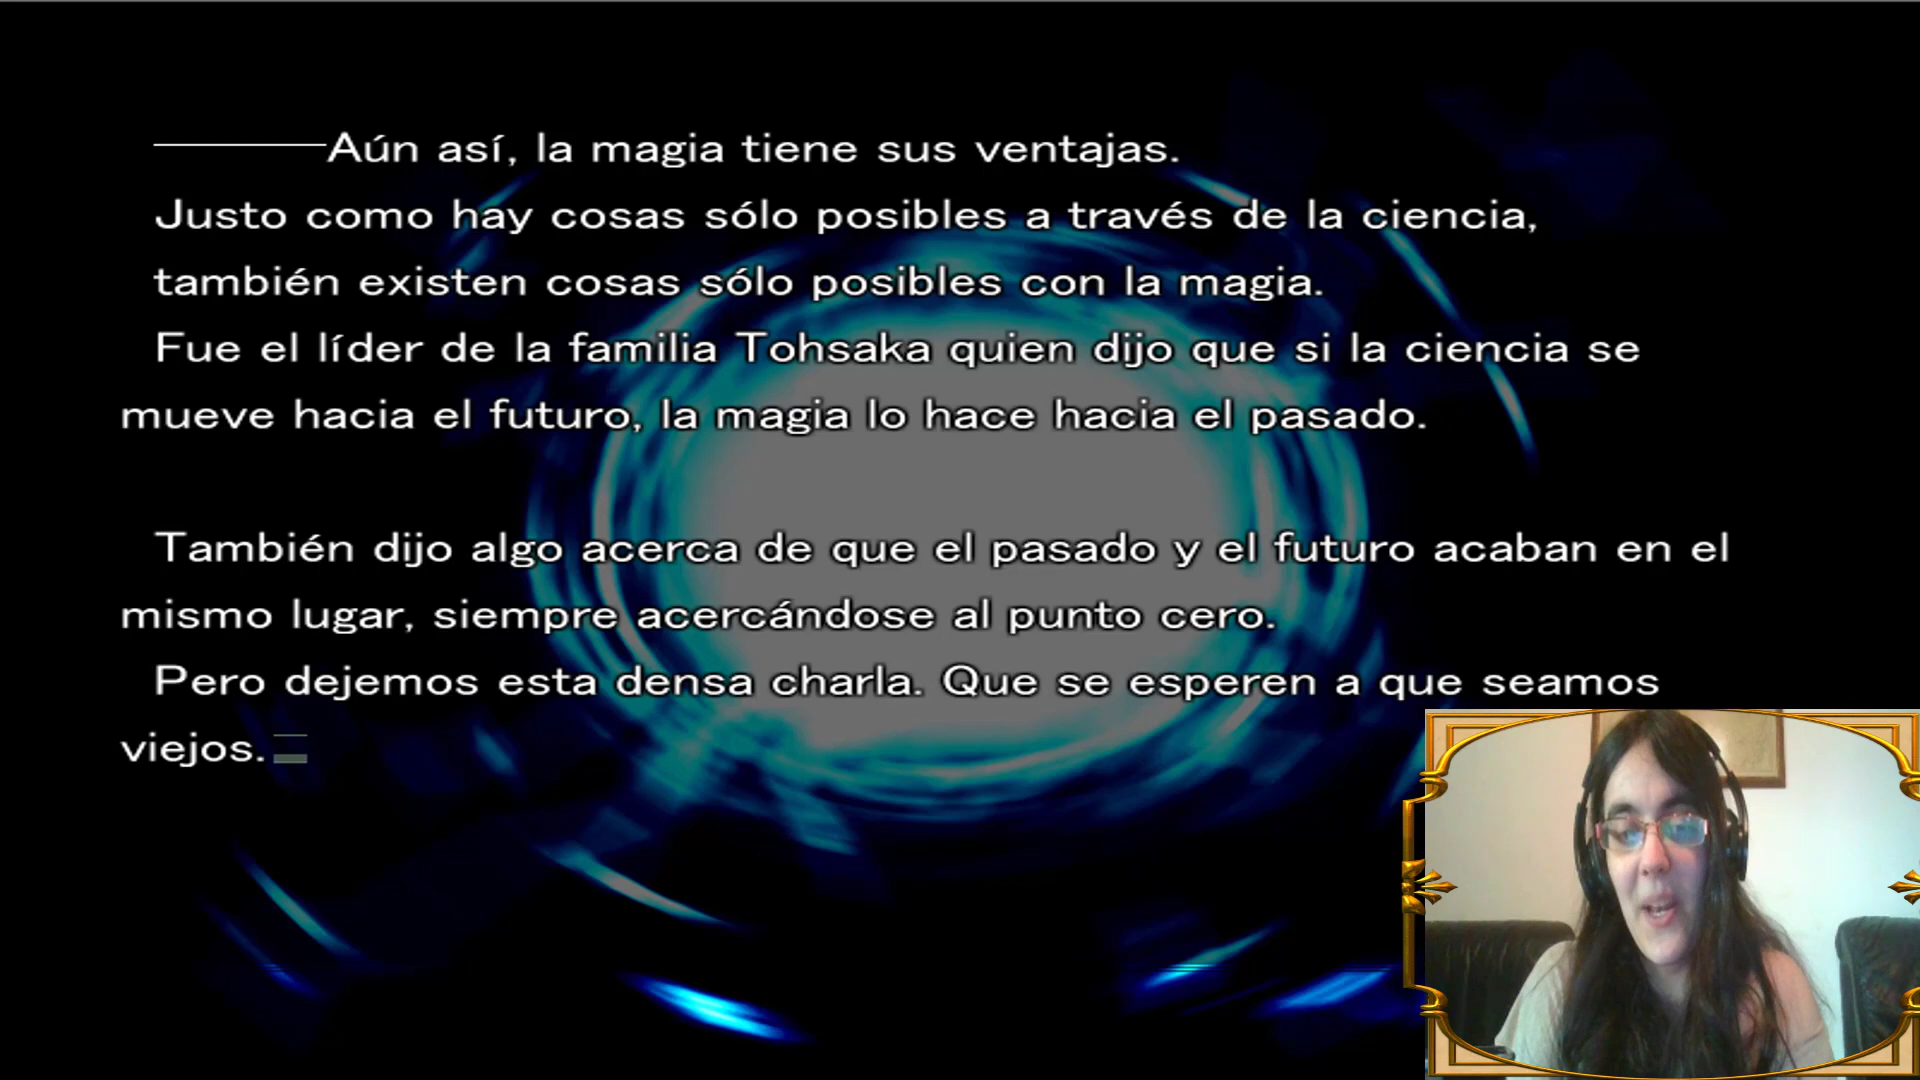 ―――――Aún así, la magia tiene sus ventajas.
Justo como hay cosas sólo posibles a través de la ciencia,
también existen cosas sólo posibles con la magia.
Fue el líder de la familia Tohsaka quien dijo que si la ciencia se
mueve hacia el futuro, la magia lo hace hacia el pasado.
También dijo algo acerca de que el pasado y el futuro acaban en el
mismo lugar, siempre acercándose al punto cero.
Pero dejemos esta densa charla. Que se esperen a que seamos
viejos.